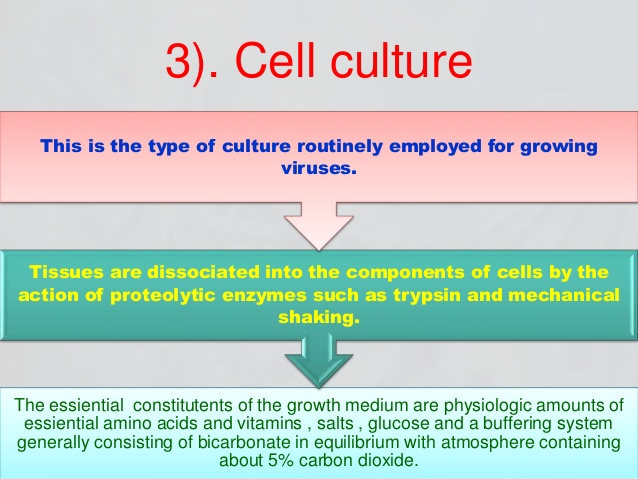 3). Cell culture
This is the type of culture routinely employed for growing
viruses.
Tissues are dissociated into the components of cells by the
action of proteolytic enzymes such as trypsin and mechanical
shaking.
The essiential constitutents of the growth medium are physiologic amounts of
essiential amino acids and vitamins , salts , glucose and a buffering system
generally consisting of bicarbonate in equilibrium with atmosphere containing
about 5% carbon dioxide.